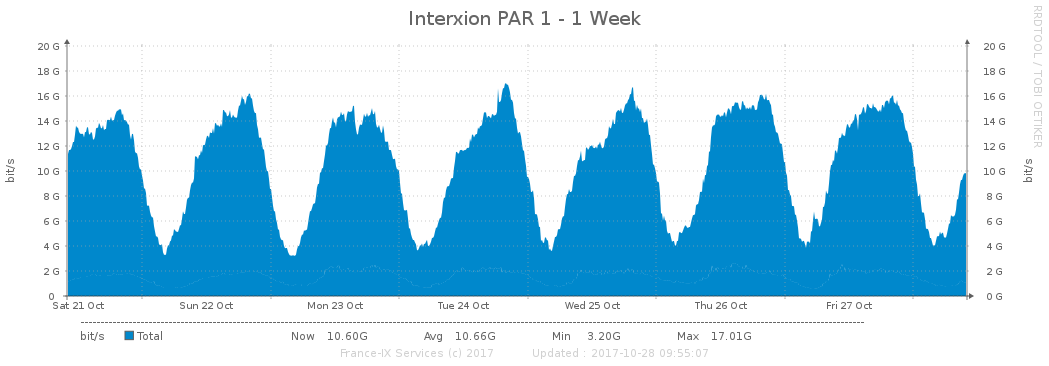 Interxion PAR 1 - 1 Week
RRDTOOL / TOBI OETIKER
20 G 20 G
18 G 18 G
16 G 16 G
14 G 14 G
12 G 12 G
10 G 10 G
8 G 8 G
6 G 6 G
4 G 4 G
2 G 2 G
0 0 G
bit/s
bit/s
Sat 21 Oct Sun 22 Oct Mon 23 Oct Tue 24 Oct Wed 25 Oct Thu 26 Oct Fri 27 Oct
bit/s Total Now 10.60G Avg 10.66G Min 3.20G Max 17.01G
France-IX Services (c) 2017 Updated : 2017-10-28 09:55:07